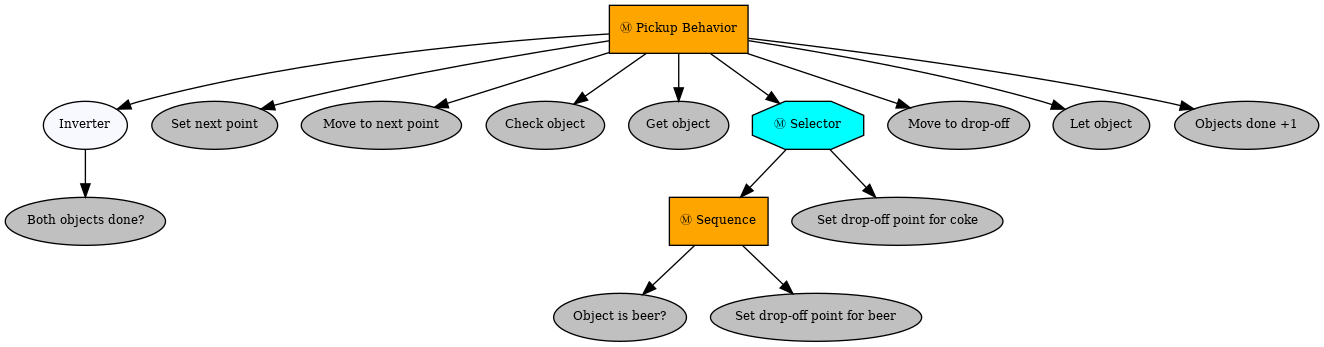 Ⓜ Pickup Behavior
Inverter
Set next point
Move to next point
Check object
Get object
Ⓜ Selector
Move to drop-off
Let object
Objects done +1
Both objects done?
Ⓜ Sequence
Set drop-off point for coke
Object is beer?
Set drop-off point for beer